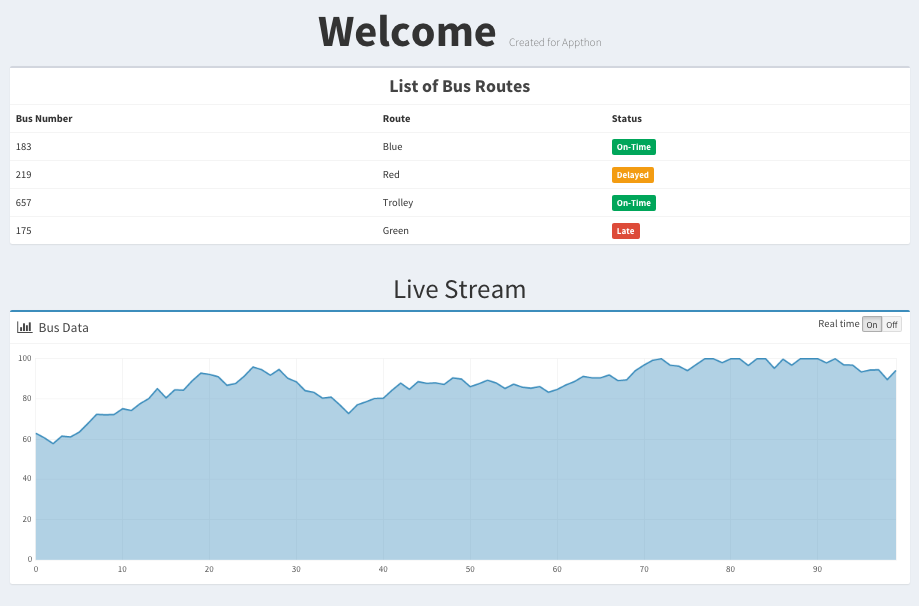 Welcome Created for Appthon
List of Bus Routes
Bus Number Route Status
183 Blue On-Time
219 Red Delayed
657 Trolley On-Time
175 Green Late
Live Stream
Bus Data Real time On Off
100
80
60
40
20
0
0 10 20 30 40 50 60 70 80 90